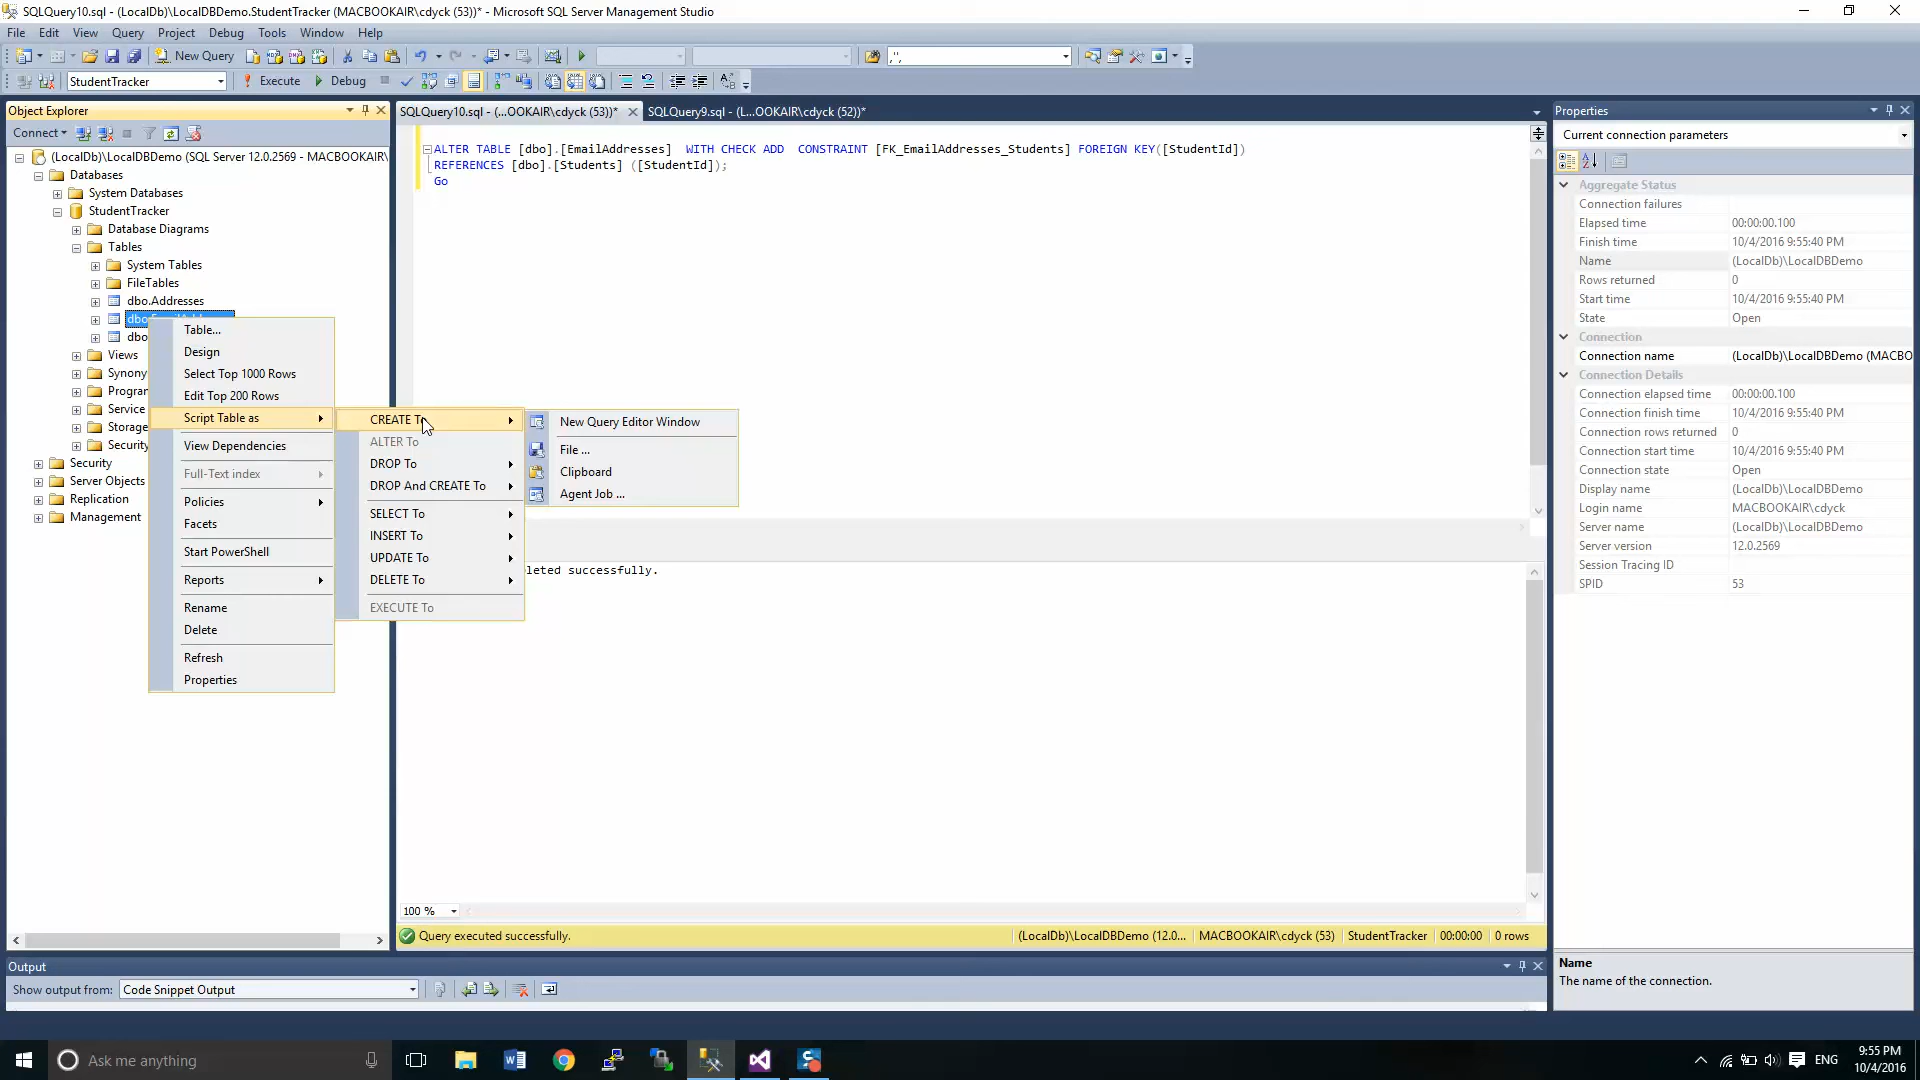 SQLQuery10.sql - (LocalDb)\LocalDBDemo.StudentTracker (MACBOOKAIR\cdyck (53))* - Microsoft SQL Server Management Studio
File Edit View Query Project Debug Tools Window Help
New Query
StudentTracker
Execute
Debug
Object Explorer
Connect
(LocalDb)\LocalDBDemo (SQL Server 12.0.2569 - MACBOOKAIR\
Databases
System Databases
StudentTracker
Database Diagrams
Tables
System Tables
FileTables
dbo.Addresses
dbo
Views
Synony
Program
Service
Storage
Security
Security
Server Objects
Replication
Management
Table...
Design
Select Top 1000 Rows
Edit Top 200 Rows
Script Table as
View Dependencies
Full-Text index
Policies
Facets
Start PowerShell
Reports
Rename
Delete
Refresh
Properties
CREATE To
ALTER To
DROP To
DROP And CREATE To
SELECT To
INSERT To
UPDATE To
DELETE To
EXECUTE To
New Query Editor Window
File ...
Clipboard
Agent Job ...
SQLQuery10.sql - (...OOKAIR\cdyck (53))*
SQLQuery9.sql - (L...OOKAIR\cdyck (52))*
ALTER TABLE [dbo].[EmailAddresses]  WITH CHECK ADD  CONSTRAINT [FK_EmailAddresses_Students] FOREIGN KEY([StudentId])
REFERENCES [dbo].[Students] ([StudentId]);
Go
leted successfully.
100 %
Query executed successfully.
(LocalDb)\LocalDBDemo (12.0...
MACBOOKAIR\cdyck (53)
StudentTracker
00:00:00
0 rows
Properties
Current connection parameters
Aggregate Status
Connection failures
Elapsed time 00:00:00.100
Finish time 10/4/2016 9:55:40 PM
Name (LocalDb)\LocalDBDemo
Rows returned 0
Start time 10/4/2016 9:55:40 PM
State Open
Connection
Connection name (LocalDb)\LocalDBDemo (MACBO
Connection Details
Connection elapsed time 00:00:00.100
Connection finish time 10/4/2016 9:55:40 PM
Connection rows returned 0
Connection start time 10/4/2016 9:55:40 PM
Connection state Open
Display name (LocalDb)\LocalDBDemo
Login name MACBOOKAIR\cdyck
Server name (LocalDb)\LocalDBDemo
Server version 12.0.2569
Session Tracing ID
SPID 53
Name
The name of the connection.
Output
Show output from: Code Snippet Output
Ask me anything
ENG
9:55 PM
10/4/2016